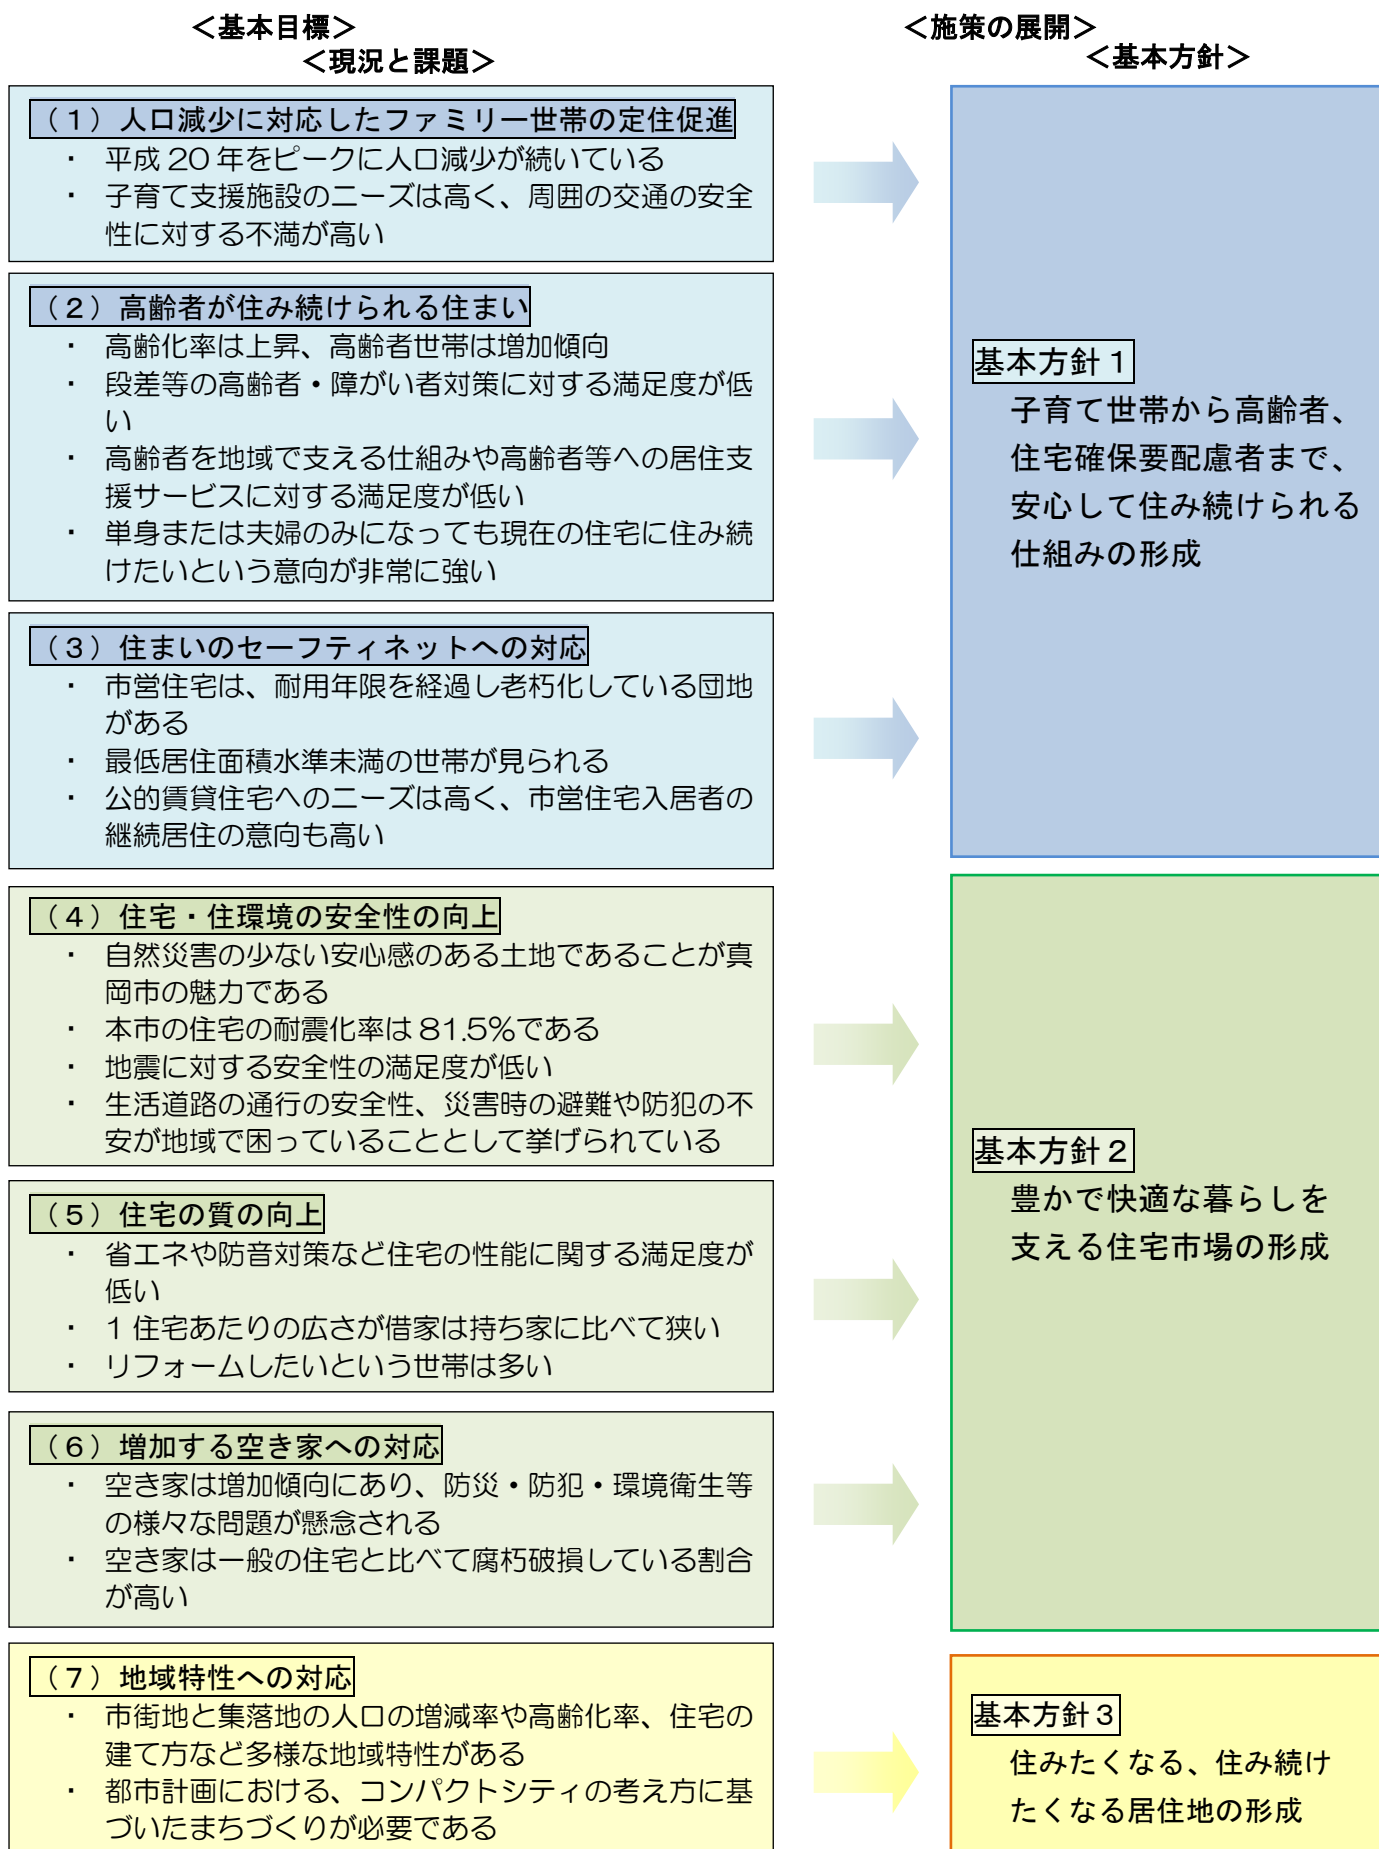 ＜基本目標＞
＜現況と課題＞
＜施策の展開＞
＜基本方針＞
（１）人口減少に対応したファミリー世帯の定住促進
・ 平成 20 年をピークに人口減少が続いている
・ 子育て支援施設のニーズは高く、周囲の交通の安全
性に対する不満が高い
（２）高齢者が住み続けられる住まい
・ 高齢化率は上昇、高齢者世帯は増加傾向
・ 段差等の高齢者・障がい者対策に対する満足度が低
い
・ 高齢者を地域で支える仕組みや高齢者等への居住支
援サービスに対する満足度が低い
・ 単身または夫婦のみになっても現在の住宅に住み続
けたいという意向が非常に強い
（３）住まいのセーフティネットへの対応
・ 市営住宅は、耐用年限を経過し老朽化している団地
がある
・ 最低居住面積水準未満の世帯が見られる
・ 公的賃貸住宅へのニーズは高く、市営住宅入居者の
継続居住の意向も高い
基本方針１
子育て世帯から高齢者、
住宅確保要配慮者まで、
安心して住み続けられる
仕組みの形成
（４）住宅・住環境の安全性の向上
・ 自然災害の少ない安心感のある土地であることが真
岡市の魅力である
・ 本市の住宅の耐震化率は 81.5％である
・ 地震に対する安全性の満足度が低い
・ 生活道路の通行の安全性、災害時の避難や防犯の不
安が地域で困っていることとして挙げられている
（５）住宅の質の向上
・ 省エネや防音対策など住宅の性能に関する満足度が
低い
・ 1 住宅あたりの広さが借家は持ち家に比べて狭い
・ リフォームしたいという世帯は多い
（６）増加する空き家への対応
・ 空き家は増加傾向にあり、防災・防犯・環境衛生等
の様々な問題が懸念される
・ 空き家は一般の住宅と比べて腐朽破損している割合
が高い
基本方針２
豊かで快適な暮らしを
支える住宅市場の形成
（７）地域特性への対応
・ 市街地と集落地の人口の増減率や高齢化率、住宅の
建て方など多様な地域特性がある
・ 都市計画における、コンパクトシティの考え方に基
づいたまちづくりが必要である
基本方針３
住みたくなる、住み続け
たくなる居住地の形成